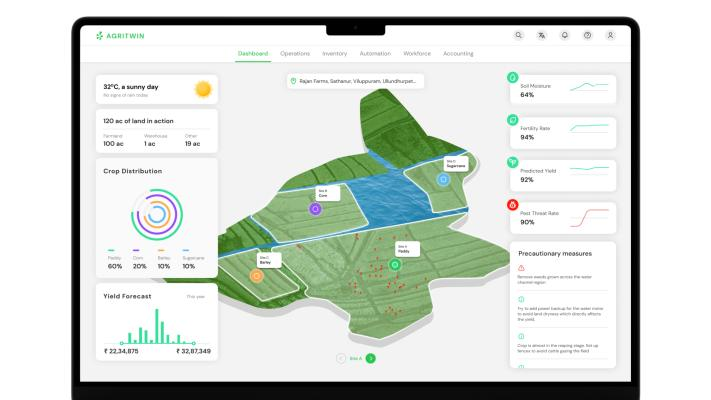 AGRITWIN
Dashboard
Operations
Inventory
Automation
Workforce
Accounting
32°C, a sunny day
No signs of rain today
Rajan Farms, Sathanur, Viluppuram, Ullundhurpet...
120 ac of land in action
Farmland
Warehouse
Other
100 ac
1 ac
19 ac
Crop Distribution
Paddy
Corn
Barley
Sugarcane
60%
20%
10%
10%
Yield Forecast
This year
₹ 22,34,875
₹ 32,87,349
Site D
Sugarcane
Site B
Corn
Site A
Paddy
Site C
Barley
Site A
Soil Moisture
64%
Fertility Rate
94%
Predicted Yield
92%
Pest Threat Rate
90%
Precautionary measures
Remove weeds grown across the water
channel region
Try to add power backup for the water motor
to avoid land dryness which directly affects
the yield.
Crop is almost in the reaping stage. Set up
fences to avoid cattle gazing the field